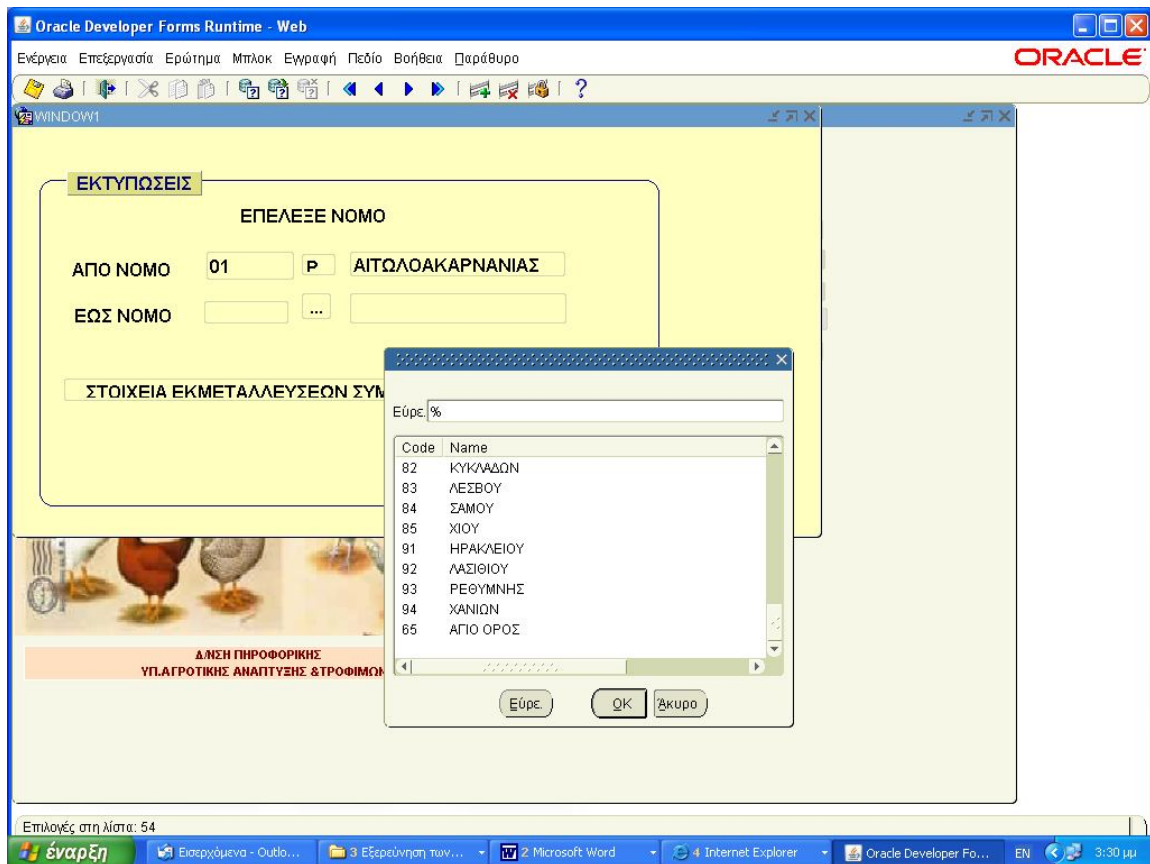 Oracle Developer Forms Runtime - Web
Ενέργεια Επεξεργασία Ερώτημα Μπλοκ Εγγραφή Πεδίο Βοήθεια Παράθυρο
ORACLE
WINDOW1
ΕΚΤΥΠΩΣΕΙΣ
ΕΠΕΛΕΞΕ ΝΟΜΟ
ΑΠΟ ΝΟΜΟ 01 P ΑΙΤΩΛΟΑΚΑΡΝΑΝΙΑΣ
ΕΩΣ ΝΟΜΟ ...
ΣΤΟΙΧΕΙΑ ΕΚΜΕΤΑΛΛΕΥΣΕΩΝ ΣΥΜ
Εύρε. %
Code Name
82 ΚΥΚΛΑΔΩΝ
83 ΛΕΣΒΟΥ
84 ΣΑΜΟΥ
85 ΧΙΟΥ
91 ΗΡΑΚΛΕΙΟΥ
92 ΛΑΣΙΘΙΟΥ
93 ΡΕΘΥΜΝΗΣ
94 ΧΑΝΙΩΝ
65 ΑΓΙΟ ΟΡΟΣ
Εύρε. OK Άκυρο
Δ/ΝΣΗ ΠΗΡΟΦΟΡΙΚΗΣ
ΥΠ.ΑΓΡΟΤΙΚΗΣ ΑΝΑΠΤΥΞΗΣ &ΤΡΟΦΙΜΩΝ
Επιλογές στη λίστα: 54
έναρξη Εισερχόμενα - Outlo... 3 Εξερεύνηση των... 2 Microsoft Word 4 Internet Explorer Oracle Developer Fo... EN 3:30 μμ